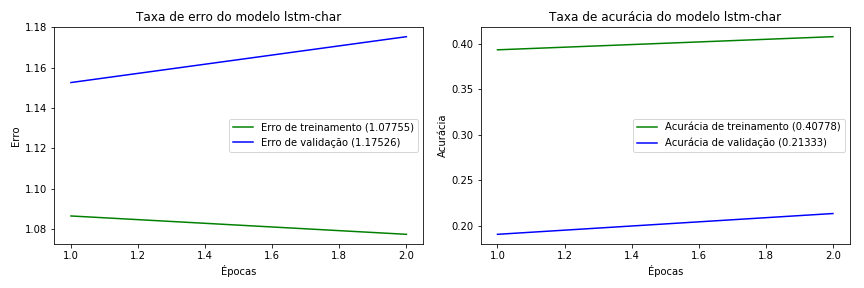 Taxa de erro do modelo lstm-char
1.18
1.16
1.14
1.12
1.10
1.08
Erro
Erro de treinamento (1.07755)
Erro de validação (1.17526)
1.0 1.2 1.4 1.6 1.8 2.0
Épocas
Taxa de acurácia do modelo lstm-char
0.40
0.35
0.30
0.25
0.20
Acurácia
Acurácia de treinamento (0.40778)
Acurácia de validação (0.21333)
1.0 1.2 1.4 1.6 1.8 2.0
Épocas